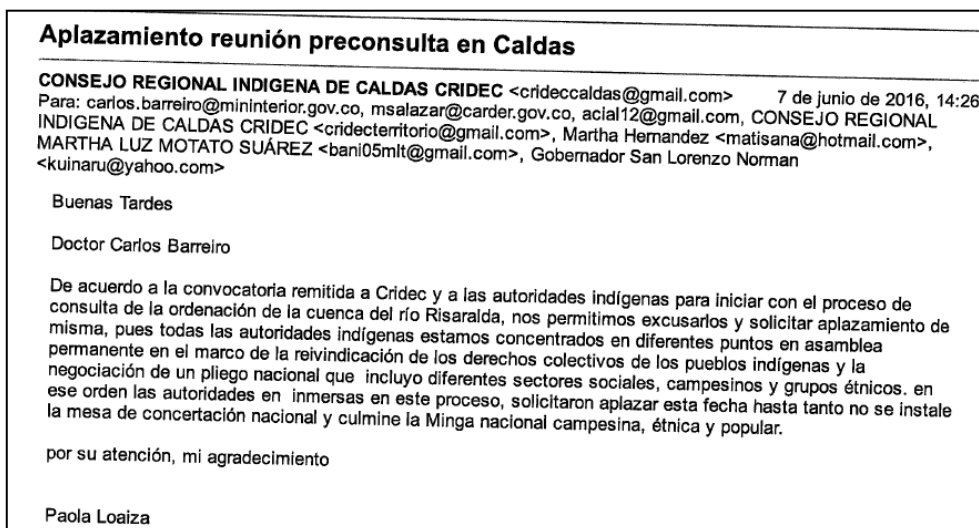 Aplazamiento reunión preconsulta en Caldas
CONSEJO REGIONAL INDIGENA DE CALDAS CRIDEC <crideccaldas@gmail.com> 7 de junio de 2016, 14:26
Para: carlos.barreiro@mininterior.gov.co, msalazar@carder.gov.co, acial12@gmail.com, CONSEJO REGIONAL
INDIGENA DE CALDAS CRIDEC <cridecterritorio@gmail.com>, Martha Hernandez <matisana@hotmail.com>,
MARTHA LUZ MOTATO SUÁREZ <bani05mlt@gmail.com>, Gobernador San Lorenzo Norman
<kuinaru@yahoo.com>
Buenas Tardes
Doctor Carlos Barreiro
De acuerdo a la convocatoria remitida a Cridec y a las autoridades indígenas para iniciar con el proceso de
consulta de la ordenación de la cuenca del río Risaralda, nos permitimos excusarlos y solicitar aplazamiento de
misma, pues todas las autoridades indígenas estamos concentrados en diferentes puntos en asamblea
permanente en el marco de la reivindicación de los derechos colectivos de los pueblos indígenas y la
negociación de un pliego nacional que incluyo diferentes sectores sociales, campesinos y grupos étnicos. en
ese orden las autoridades en inmersas en este proceso, solicitaron aplazar esta fecha hasta tanto no se instale
la mesa de concertación nacional y culmine la Minga nacional campesina, étnica y popular.
por su atención, mi agradecimiento
Paola Loaiza